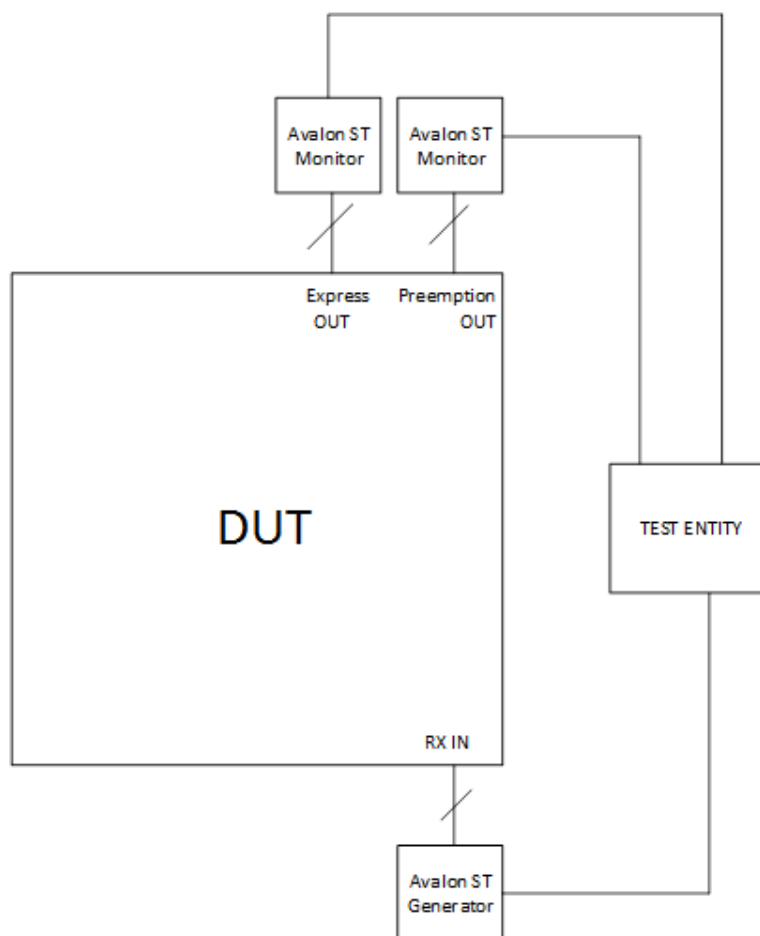 Avalon ST
Monitor
Avalon ST
Monitor
Express
OUT
Preemption
OUT
DUT
TEST ENTITY
RX IN
Avalon ST
Generator